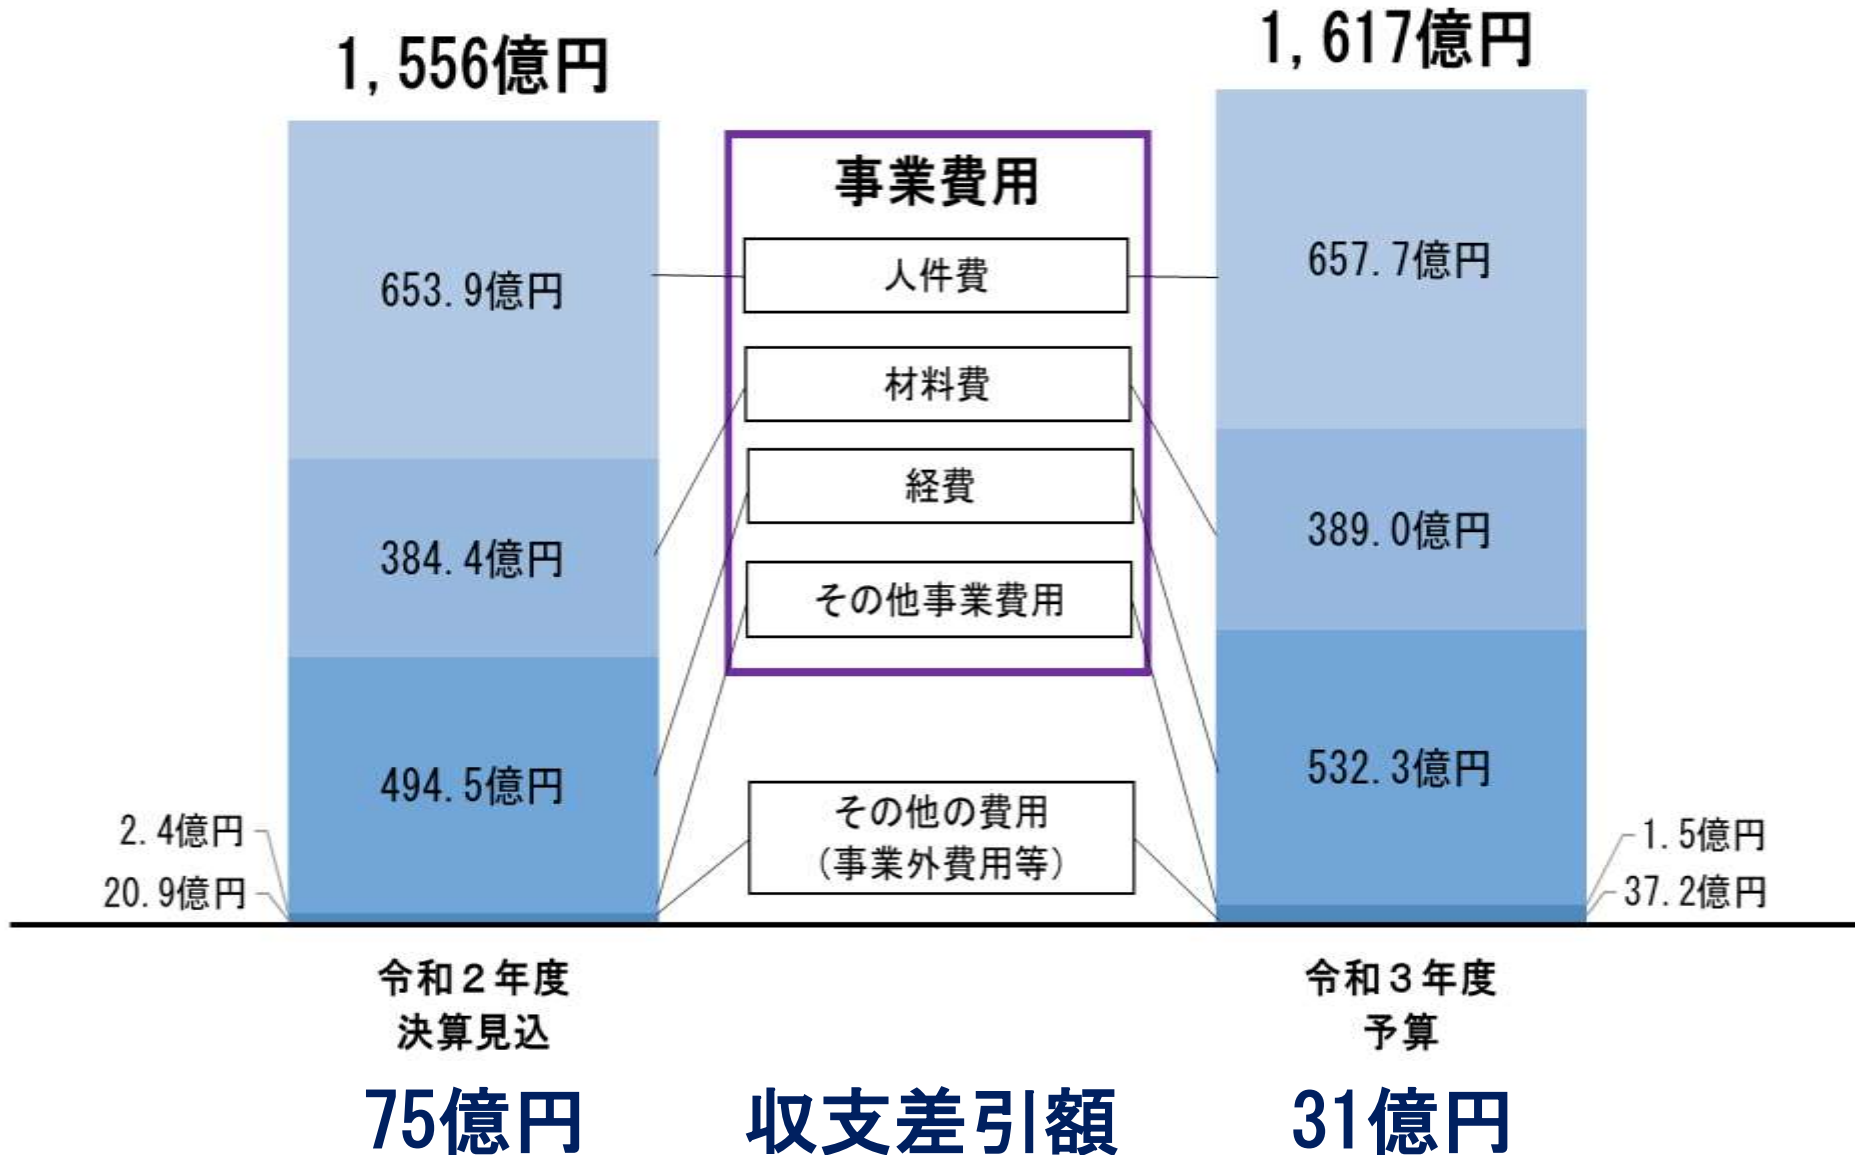 1,556億円
1,617億円
事業費用
人件費
材料費
経費
その他事業費用
その他の費用
（事業外費用等）
653.9億円
384.4億円
494.5億円
2.4億円
20.9億円
657.7億円
389.0億円
532.3億円
1.5億円
37.2億円
令和２年度
決算見込
令和３年度
予算
75億円 収支差引額 31億円